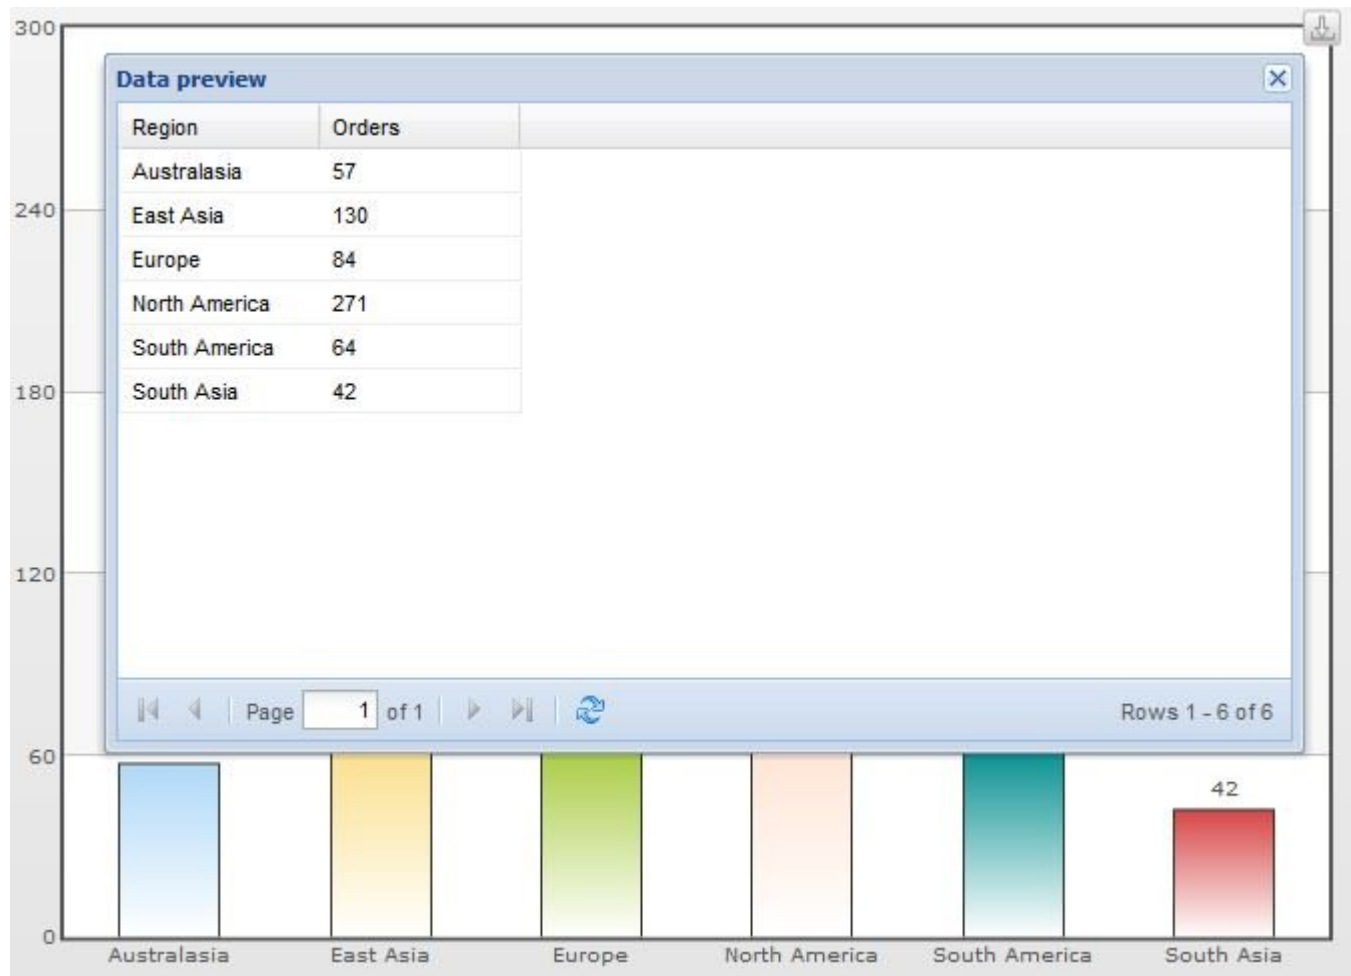 300
Data preview
Region Orders
Australasia 57
240
East Asia 130
Europe 84
North America 271
South America 64
180
South Asia 42
120
Page 1 of 1 Rows 1 - 6 of 6
60
42
0
Australasia East Asia Europe North America South America South Asia